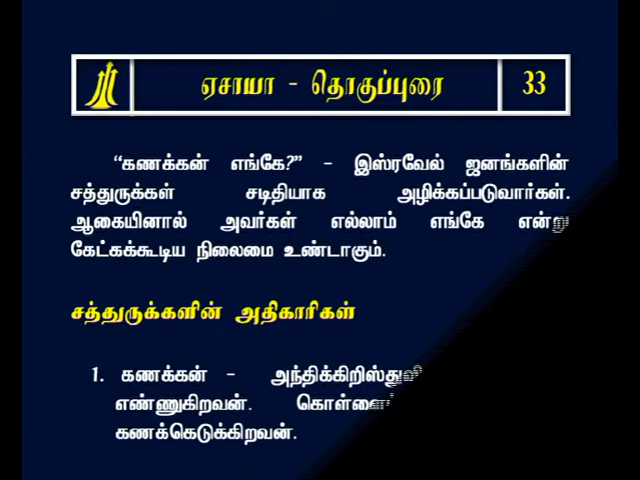 ஏசாயா - தொகுப்புரை 33
“கணக்கன் எங்கே?” - இஸ்ரவேல் ஜனங்களின்
சத்துருக்கள் சடிதியாக அழிக்கப்படுவார்கள்.
ஆகையினால் அவர்கள் எல்லாம் எங்கே என்று
கேட்கக்கூடிய நிலைமை உண்டாகும்.
சத்துருக்களின் அதிகாரிகள்
1. கணக்கன் -
எண்ணுகிறவன்.
கணக்கெடுக்கிறவன்.